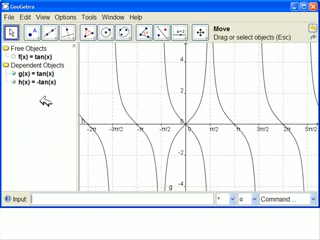 GeoGebra
File Edit View Options Tools Window Help
Move
Drag or select objects (Esc)
Free Objects
f(x) = tan(x)
Dependent Objects
g(x) = tan(x)
h(x) = -tan(x)
4
2
h
-2π -3π/2 -π -π/2 0 π/2 π 3π/2 2π 5π/2
-2
-4
g
Input
Command ...